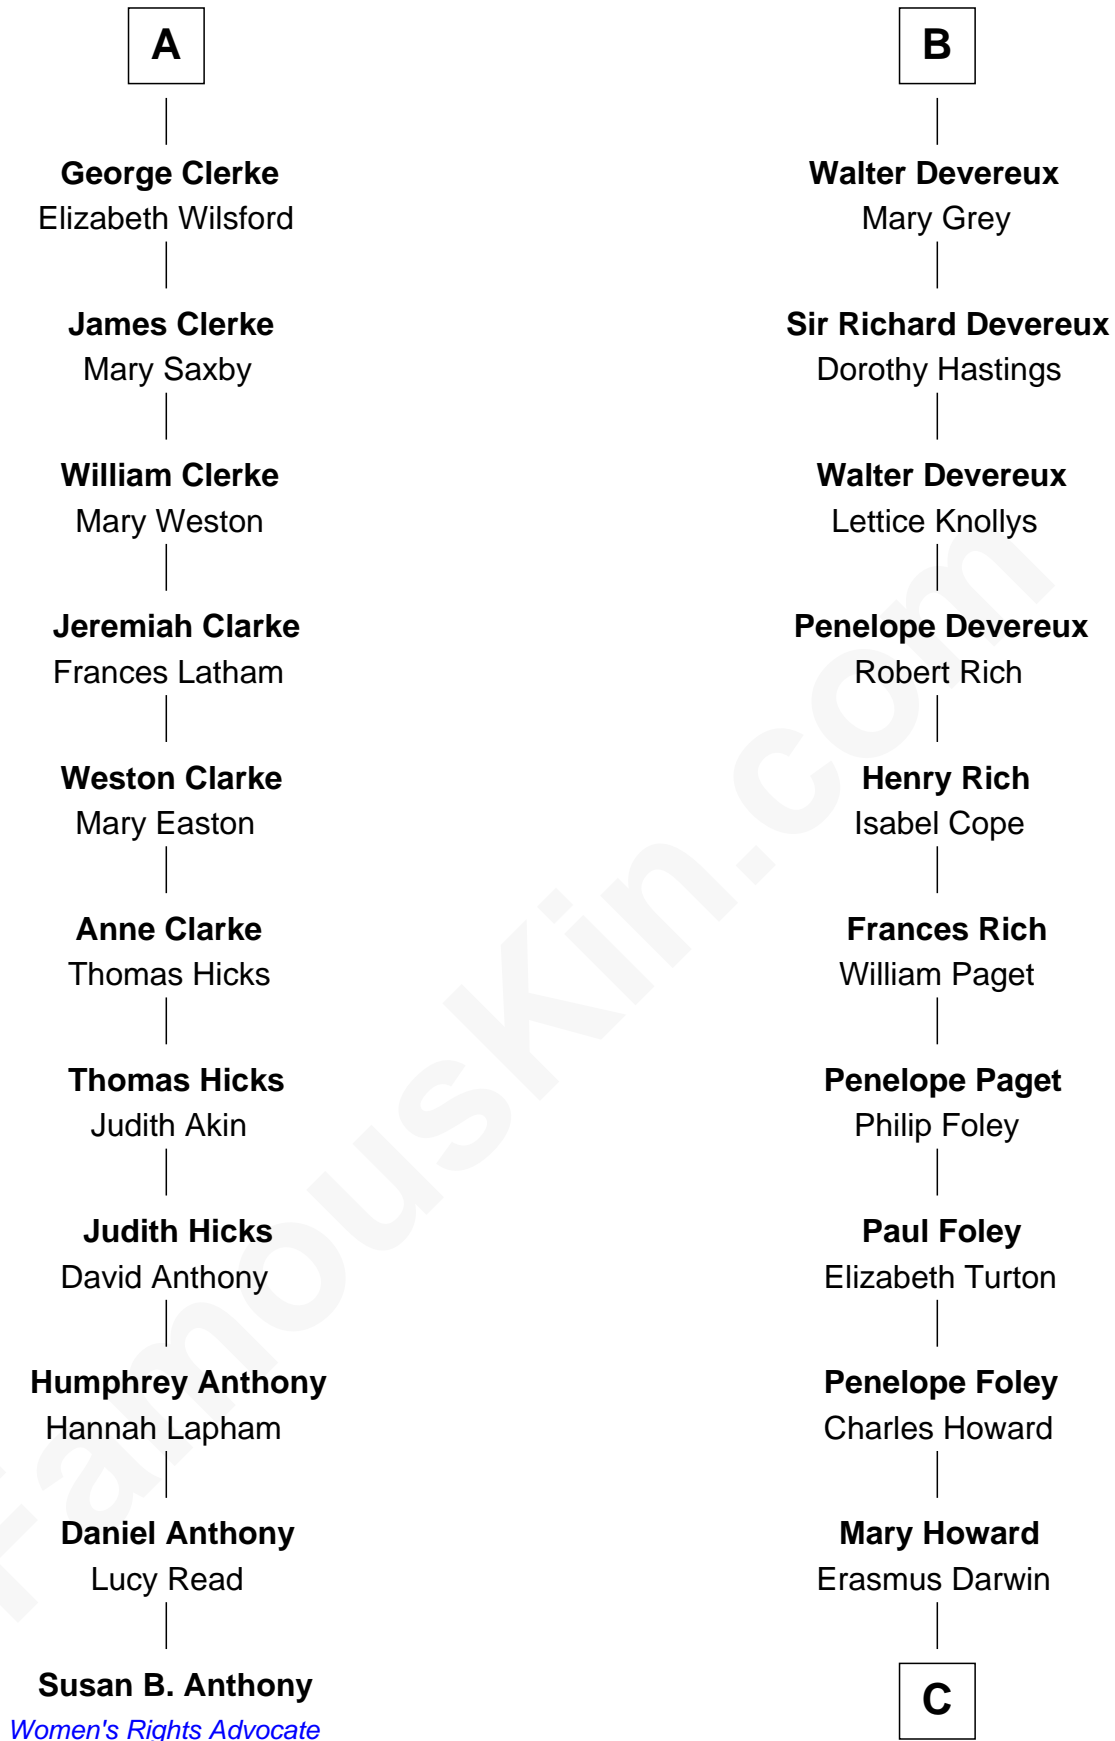 A
George Clerke
Elizabeth Wilsford
James Clerke
Mary Saxby
William Clerke
Mary Weston
Jeremiah Clarke
Frances Latham
Weston Clarke
Mary Easton
Anne Clarke
Thomas Hicks
Thomas Hicks
Judith Akin
Judith Hicks
David Anthony
Humphrey Anthony
Hannah Lapham
Daniel Anthony
Lucy Read
Susan B. Anthony
Women's Rights Advocate
B
Walter Devereux
Mary Grey
Sir Richard Devereux
Dorothy Hastings
Walter Devereux
Lettice Knollys
Penelope Devereux
Robert Rich
Henry Rich
Isabel Cope
Frances Rich
William Paget
Penelope Paget
Philip Foley
Paul Foley
Elizabeth Turton
Penelope Foley
Charles Howard
Mary Howard
Erasmus Darwin
C
FamousKin.com